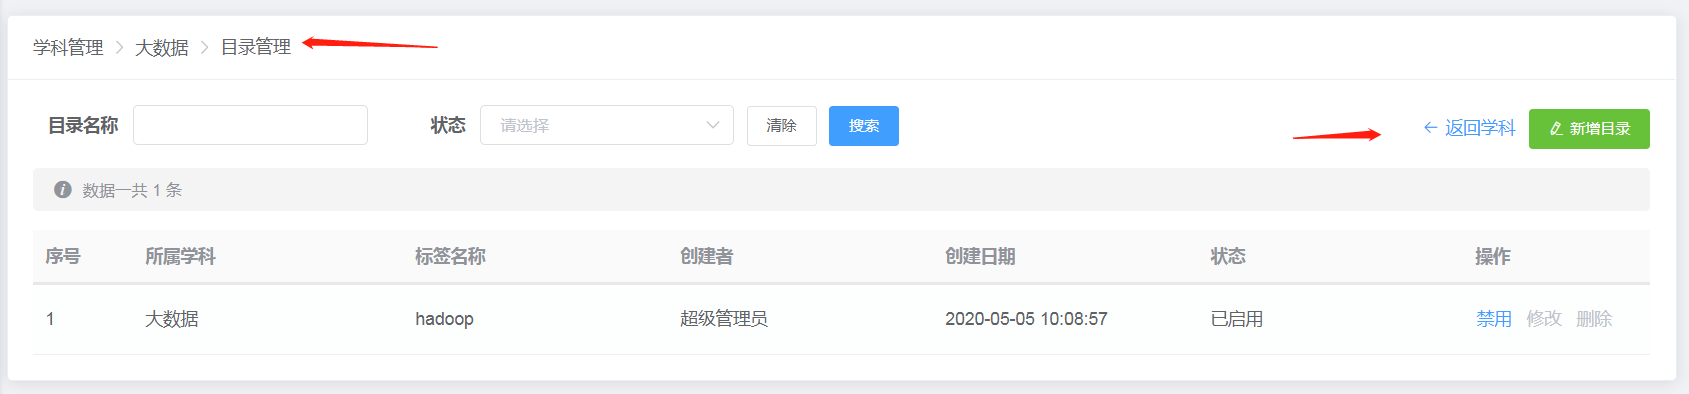 学科管理 > 大数据 > 目录管理
目录名称 状态 请选择 清除 搜索 ← 返回学科 新增目录
数据一共 1 条
序号 所属学科 标签名称 创建者 创建日期 状态 操作
1 大数据 hadoop 超级管理员 2020-05-05 10:08:57 已启用 禁用 修改 删除